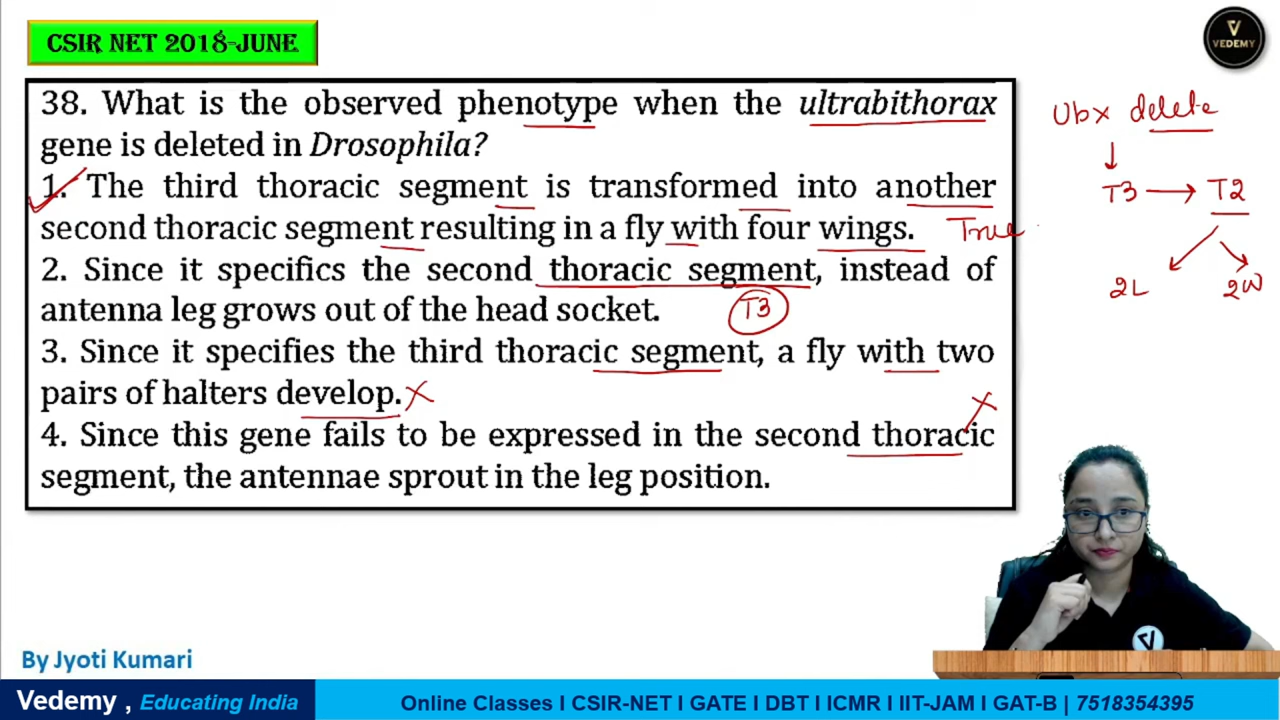 CSIR NET 2018-JUNE
VEDEMY
38. What is the observed phenotype when the ultrabithorax
gene is deleted in Drosophila?
1. The third thoracic segment is transformed into another
second thoracic segment resulting in a fly with four wings.
True
2. Since it specifics the second thoracic segment, instead of
antenna leg grows out of the head socket.
T3
3. Since it specifies the third thoracic segment, a fly with two
pairs of halters develop.
4. Since this gene fails to be expressed in the second thoracic
segment, the antennae sprout in the leg position.
Ubx delete
T3 → T2
2L 2W
By Jyoti Kumari
Vedemy , Educating India
Online Classes I CSIR-NET I GATE I DBT I ICMR I IIT-JAM I GAT-B | 7518354395